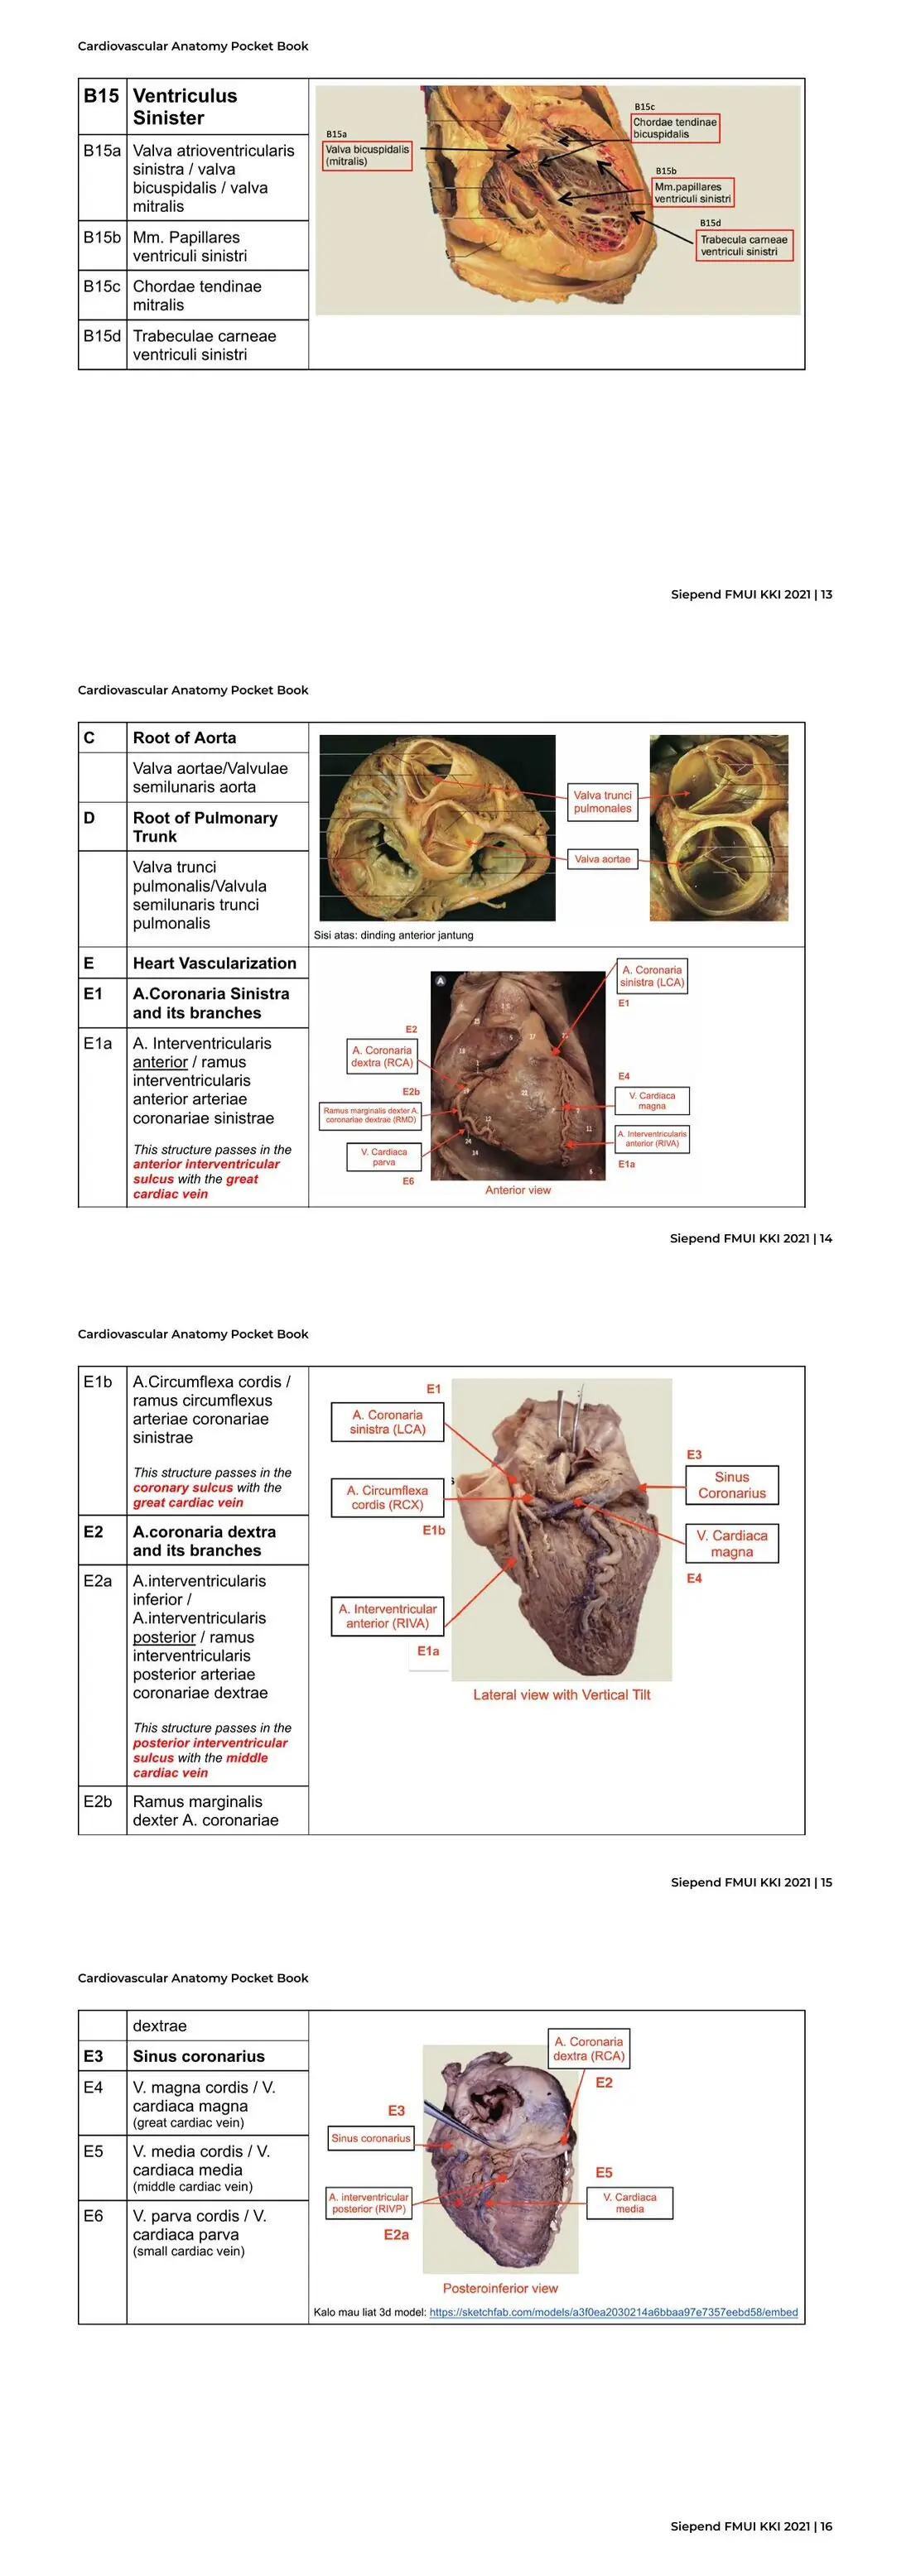 Cardiovascular Anatomy Pocket Book
B15
Ventriculus
Sinister
B15a
Valva atrioventricularis
sinistra / valva
bicuspidalis / valva
mitralis
B15b
Mm. Papillares
ventriculi sinistri
B15c
Chordae tendinae
mitralis
B15d
Trabeculae carneae
ventriculi sinistri
B15a
Valva bicuspidalis
(mitralis)
B15c
Chordae tendinae
bicuspidalis
B15b
Mm.papillares
ventriculi sinistri
B15d
Trabecula carneae
ventriculi sinistri
Siepend FMUI KKI 2021 | 13
Cardiovascular Anatomy Pocket Book
C
Root of Aorta
Valva aortae/Valvulae
semilunaris aorta
D
Root of Pulmonary
Trunk
Valva trunci
pulmonalis/Valvula
semilunaris trunci
pulmonalis
Valva trunci
pulmonales
Valva aortae
Sisi atas: dinding anterior jantung
E
Heart Vascularization
E1
A.Coronaria Sinistra
and its branches
E1a
A. Interventricularis
anterior / ramus
interventricularis
anterior arteriae
coronariae sinistrae
This structure passes in the
anterior interventricular
sulcus with the great
cardiac vein
A
A. Coronaria
sinistra (LCA)
E1
E2
A. Coronaria
dextra (RCA)
E2b
Ramus marginalis dexter A.
coronariae dextrae (RMD)
V. Cardiaca
parva
E6
E4
V. Cardiaca
magna
A. Interventricularis
anterior (RIVA)
E1a
Anterior view
Siepend FMUI KKI 2021 | 14
Cardiovascular Anatomy Pocket Book
E1b
A.Circumflexa cordis /
ramus circumflexus
arteriae coronariae
sinistrae
This structure passes in the
coronary sulcus with the
great cardiac vein
E2
A.coronaria dextra
and its branches
E2a
A.interventricularis
inferior /
A.interventricularis
posterior / ramus
interventricularis
posterior arteriae
coronariae dextrae
This structure passes in the
posterior interventricular
sulcus with the middle
cardiac vein
E2b
Ramus marginalis
dexter A. coronariae
E1
A. Coronaria
sinistra (LCA)
A. Circumflexa
cordis (RCX)
E1b
A. Interventricular
anterior (RIVA)
E1a
E3
Sinus
Coronarius
V. Cardiaca
magna
E4
Lateral view with Vertical Tilt
Siepend FMUI KKI 2021 | 15
Cardiovascular Anatomy Pocket Book
dextrae
E3
Sinus coronarius
E4
V. magna cordis / V.
cardiaca magna
(great cardiac vein)
E5
V. media cordis / V.
cardiaca media
(middle cardiac vein)
E6
V. parva cordis / V.
cardiaca parva
(small cardiac vein)
A. Coronaria
dextra (RCA)
E2
E3
Sinus coronarius
A. interventricular
posterior (RIVP)
E2a
E5
V. Cardiaca
media
Posteroinferior view
Kalo mau liat 3d model: https://sketchfab.com/models/a3f0ea2030214a6bbaa97e7357eebd58/embed
Siepend FMUI KKI 2021 | 16